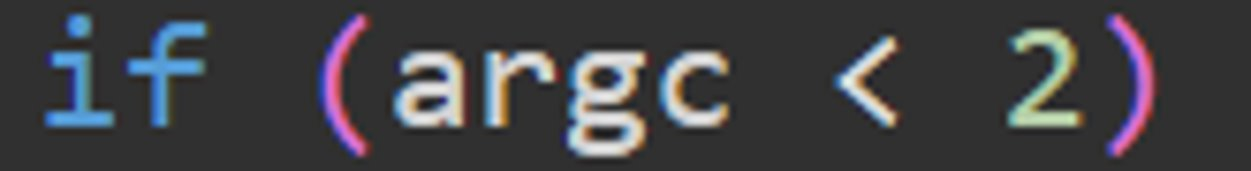 if (argc < 2)